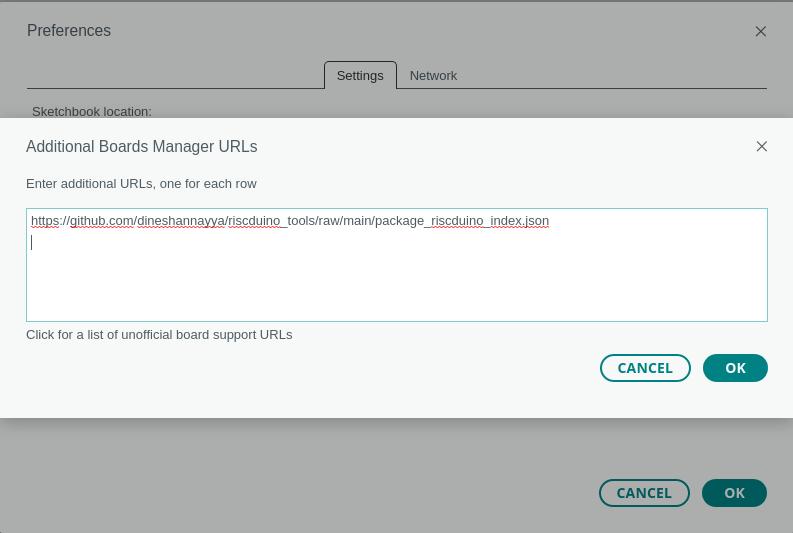 Preferences
Settings Network
Sketchbook location:
Additional Boards Manager URLs
Enter additional URLs, one for each row
https://github.com/dineshannayya/riscduino_tools/raw/main/package_riscduino_index.json
Click for a list of unofficial board support URLs
CANCEL OK
CANCEL OK